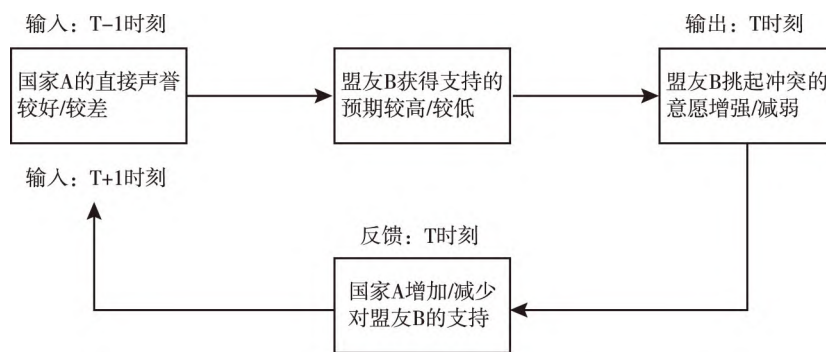 输入：T-1时刻
输出：T时刻
国家A的直接声誉
较好/较差
盟友B获得支持的
预期较高/较低
盟友B挑起冲突的
意愿增强/减弱
输入：T+1时刻
反馈：T时刻
国家A增加/减少
对盟友B的支持